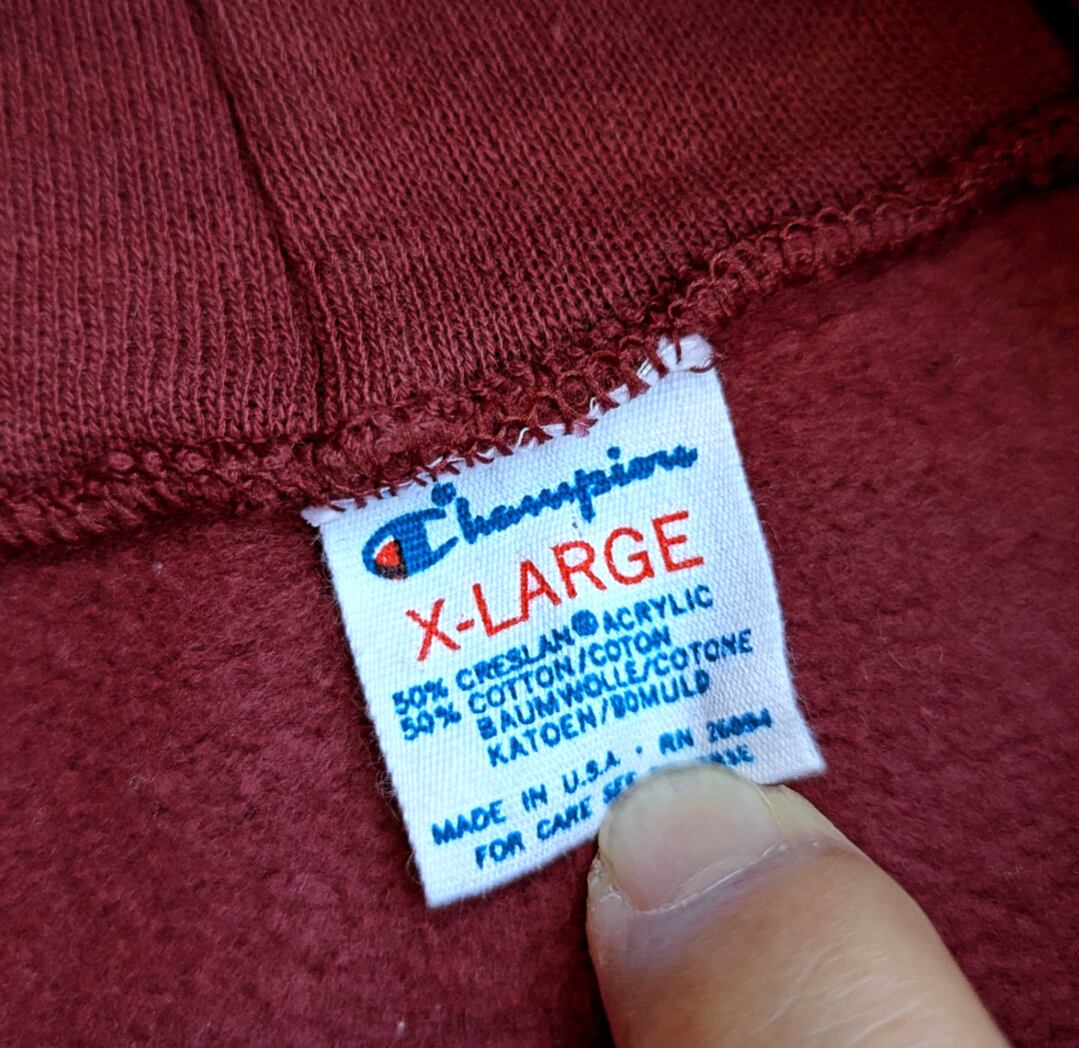 Champion
X-LARGE
50% CRESLAN® ACRYLIC
50% COTTON/COTON
BAUMWOLLE/COTONE
KATOEN/BOMULD
MADE IN U.S.A. · RN 26094
FOR CARE SEE